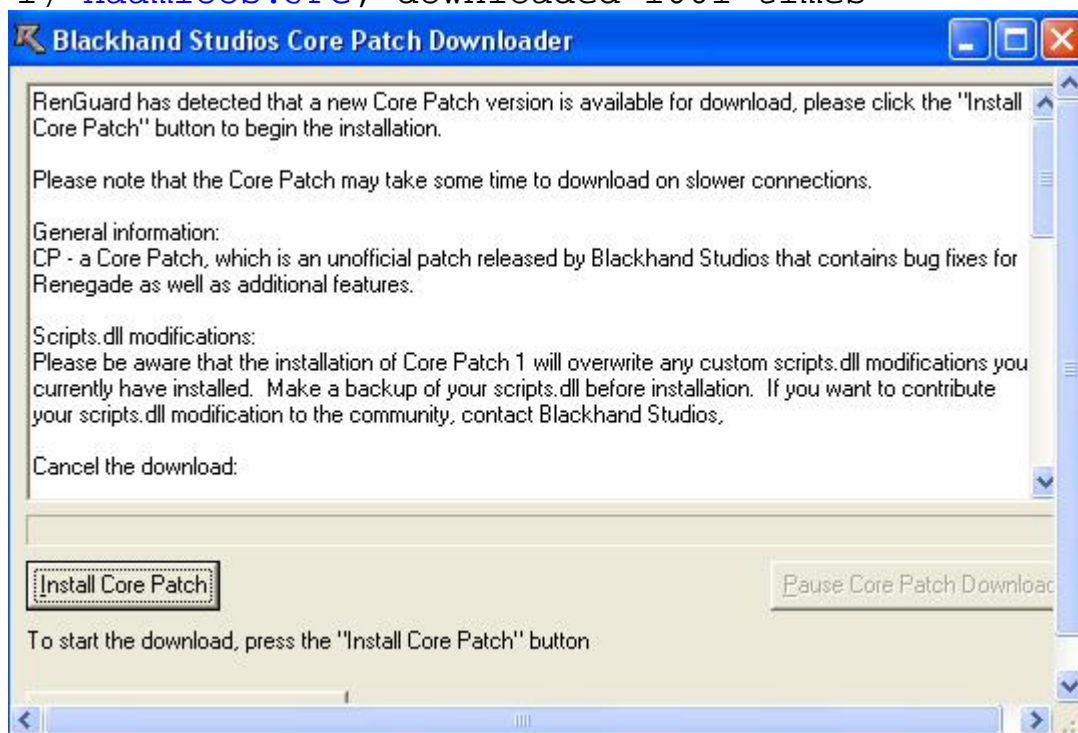 Blackhand Studios Core Patch Downloader
RenGuard has detected that a new Core Patch version is available for download, please click the "Install
Core Patch" button to begin the installation.
Please note that the Core Patch may take some time to download on slower connections.
General information:
CP - a Core Patch, which is an unofficial patch released by Blackhand Studios that contains bug fixes for
Renegade as well as additional features.
Scripts.dll modifications:
Please be aware that the installation of Core Patch 1 will overwrite any custom scripts.dll modifications you
currently have installed.  Make a backup of your scripts.dll before installation.  If you want to contribute
your scripts.dll modification to the community, contact Blackhand Studios,
Cancel the download:
Install Core Patch
Pause Core Patch Downloac
To start the download, press the "Install Core Patch" button